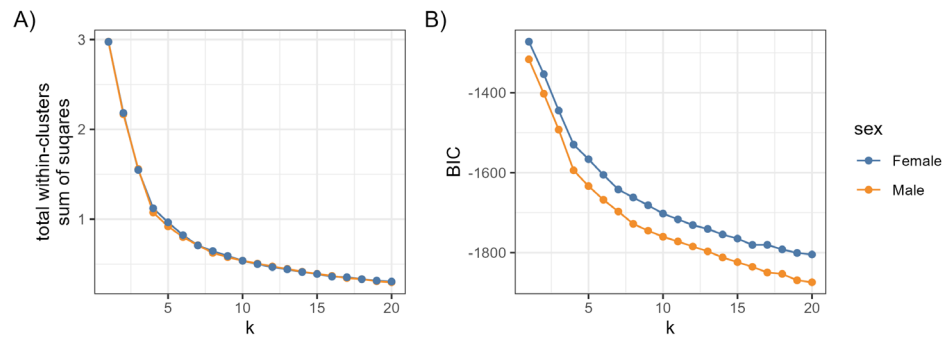 A)
B)
3
2
1
total within-clusters
sum of suqares
5
10
15
20
k
-1400
-1600
-1800
BIC
5
10
15
20
k
sex
Female
Male